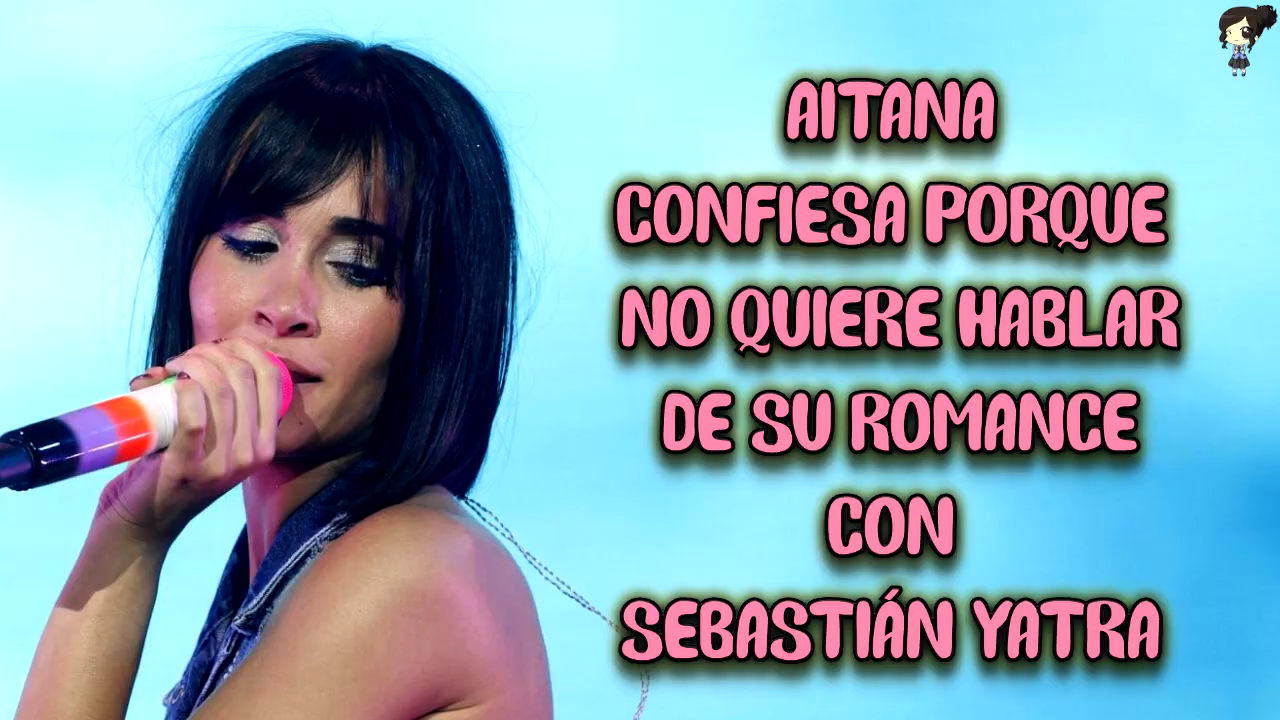 AITANA
CONFIESA PORQUE
NO QUIERE HABLAR
DE SU ROMANCE
CON
SEBASTIÁN YATRA